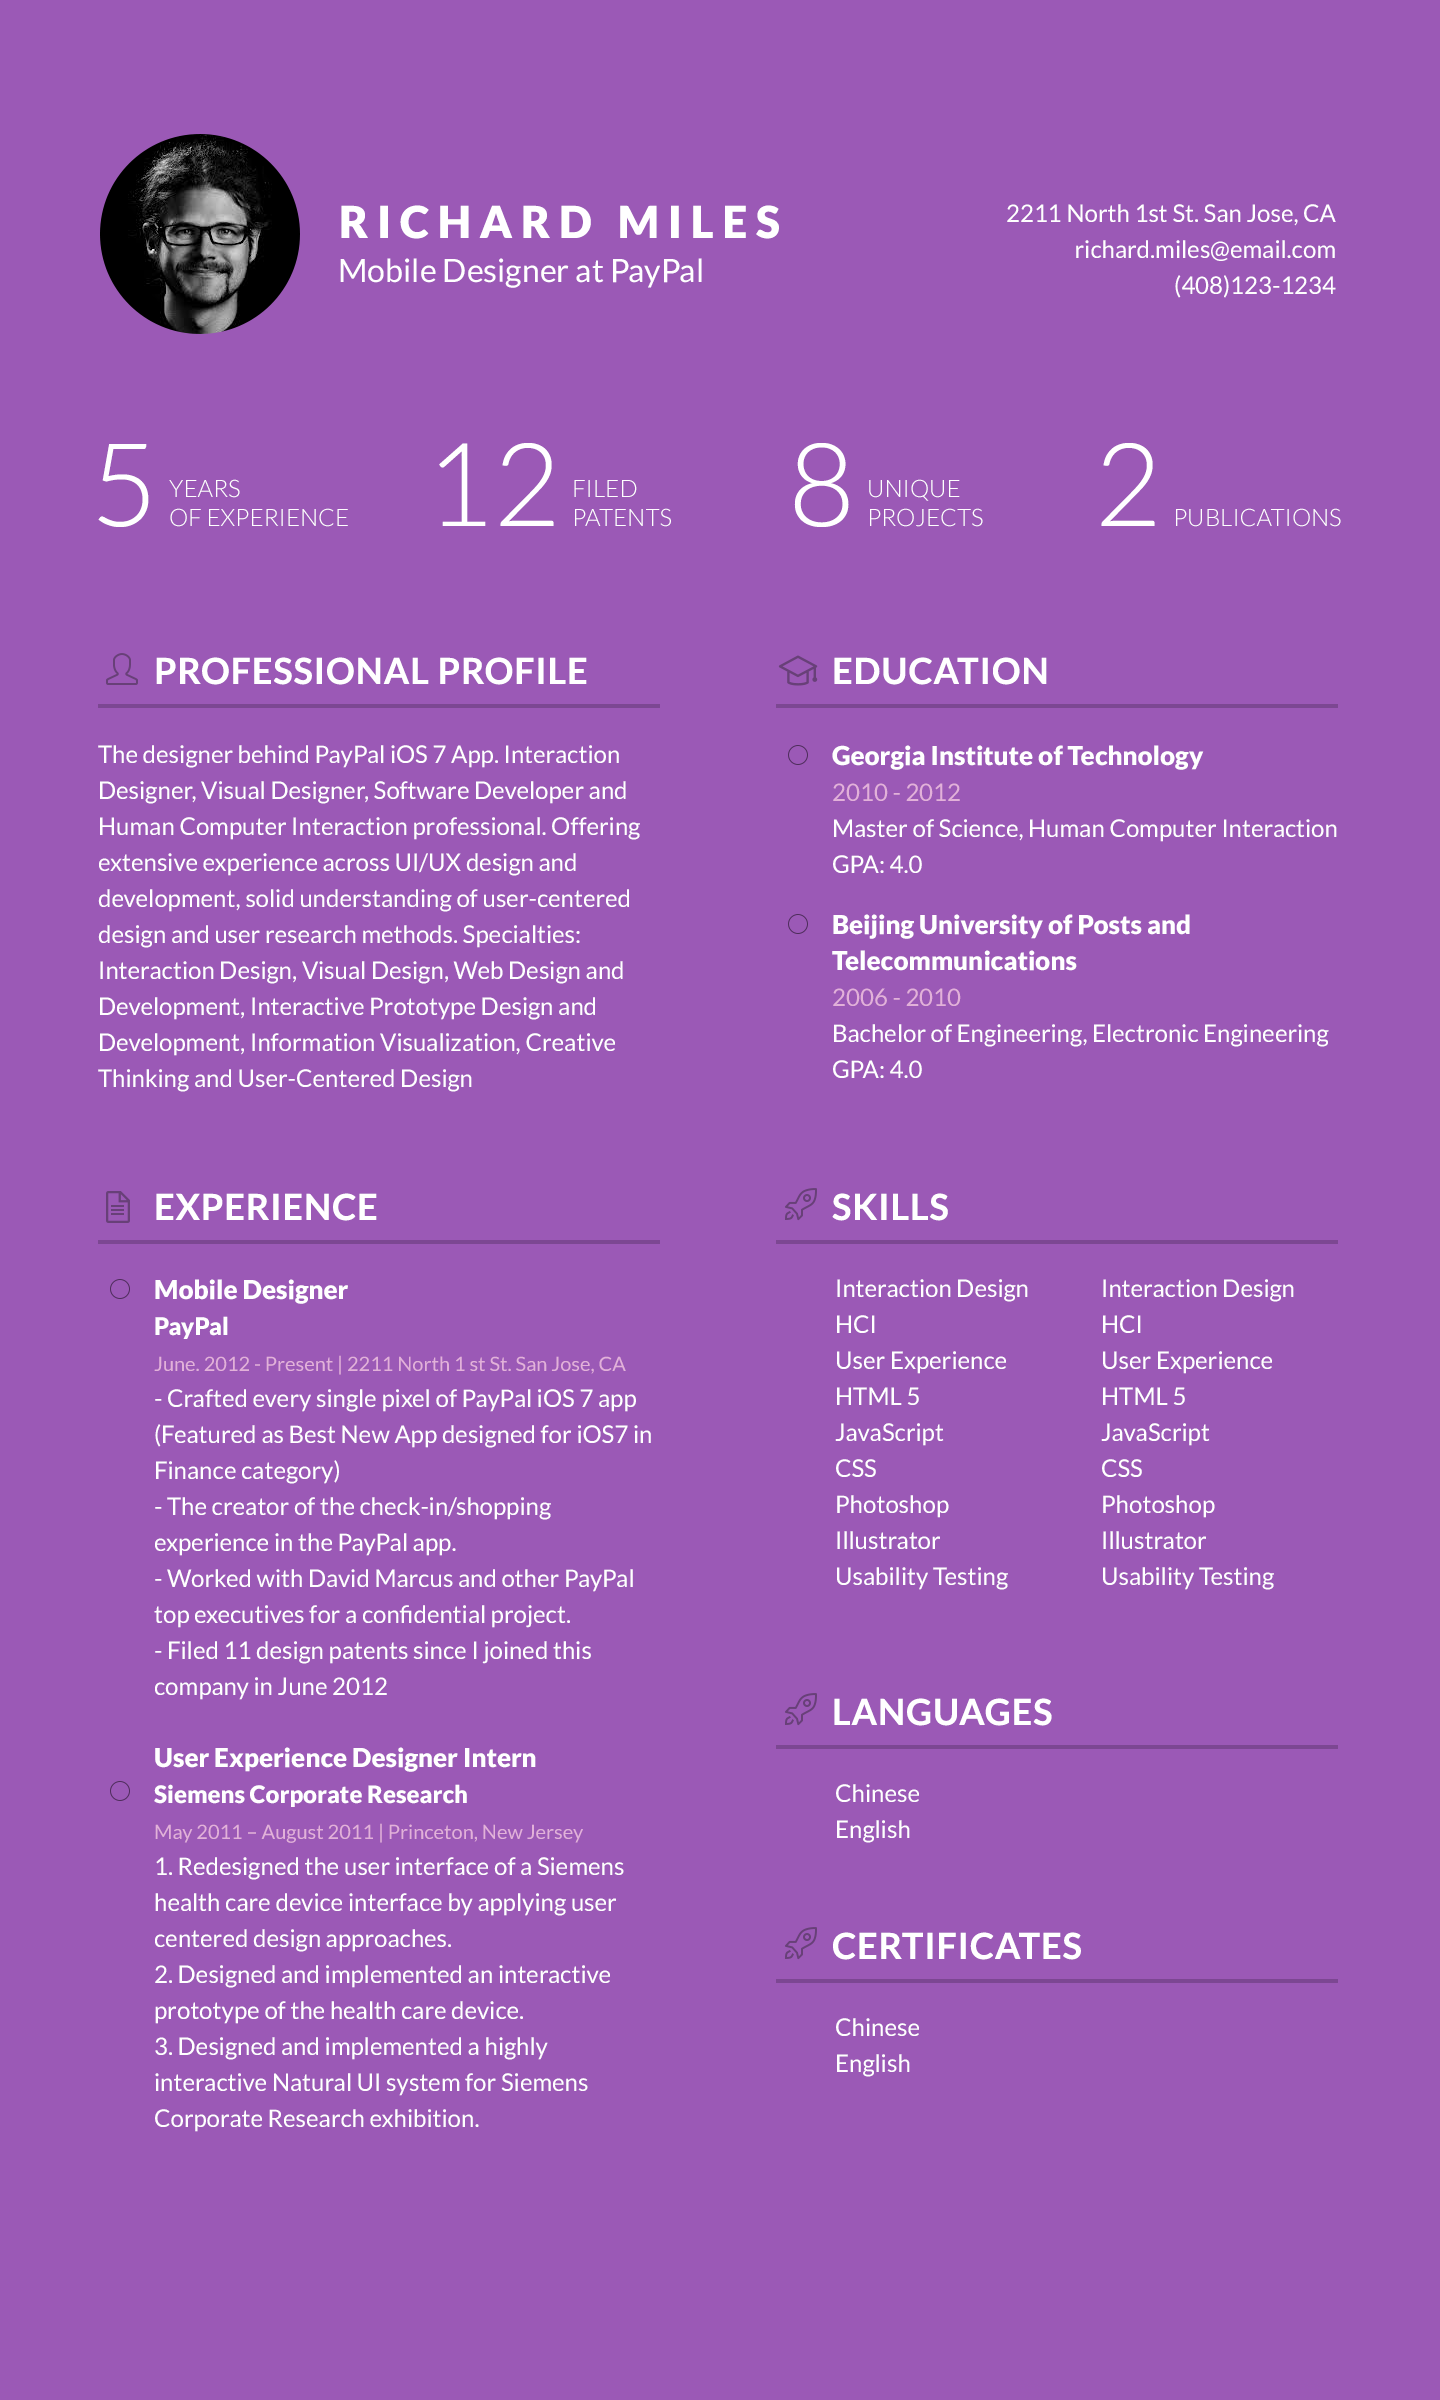 RICHARD MILES
Mobile Designer at PayPal
2211 North 1st St. San Jose, CA
richard.miles@email.com
(408)123-1234
5 YEARS
OF EXPERIENCE
12 FILED
PATENTS
8 UNIQUE
PROJECTS
2 PUBLICATIONS
PROFESSIONAL PROFILE
The designer behind PayPal iOS 7 App. Interaction
Designer, Visual Designer, Software Developer and
Human Computer Interaction professional. Offering
extensive experience across UI/UX design and
development, solid understanding of user-centered
design and user research methods. Specialties:
Interaction Design, Visual Design, Web Design and
Development, Interactive Prototype Design and
Development, Information Visualization, Creative
Thinking and User-Centered Design
EDUCATION
Georgia Institute of Technology
2010 - 2012
Master of Science, Human Computer Interaction
GPA: 4.0
Beijing University of Posts and
Telecommunications
2006 - 2010
Bachelor of Engineering, Electronic Engineering
GPA: 4.0
EXPERIENCE
Mobile Designer
PayPal
June. 2012 - Present | 2211 North 1 st St. San Jose, CA
- Crafted every single pixel of PayPal iOS 7 app
(Featured as Best New App designed for iOS7 in
Finance category)
- The creator of the check-in/shopping
experience in the PayPal app.
- Worked with David Marcus and other PayPal
top executives for a confidential project.
- Filed 11 design patents since I joined this
company in June 2012
User Experience Designer Intern
Siemens Corporate Research
May 2011 – August 2011 | Princeton, New Jersey
1. Redesigned the user interface of a Siemens
health care device interface by applying user
centered design approaches.
2. Designed and implemented an interactive
prototype of the health care device.
3. Designed and implemented a highly
interactive Natural UI system for Siemens
Corporate Research exhibition.
SKILLS
Interaction Design
HCI
User Experience
HTML 5
JavaScript
CSS
Photoshop
Illustrator
Usability Testing
Interaction Design
HCI
User Experience
HTML 5
JavaScript
CSS
Photoshop
Illustrator
Usability Testing
LANGUAGES
Chinese
English
CERTIFICATES
Chinese
English